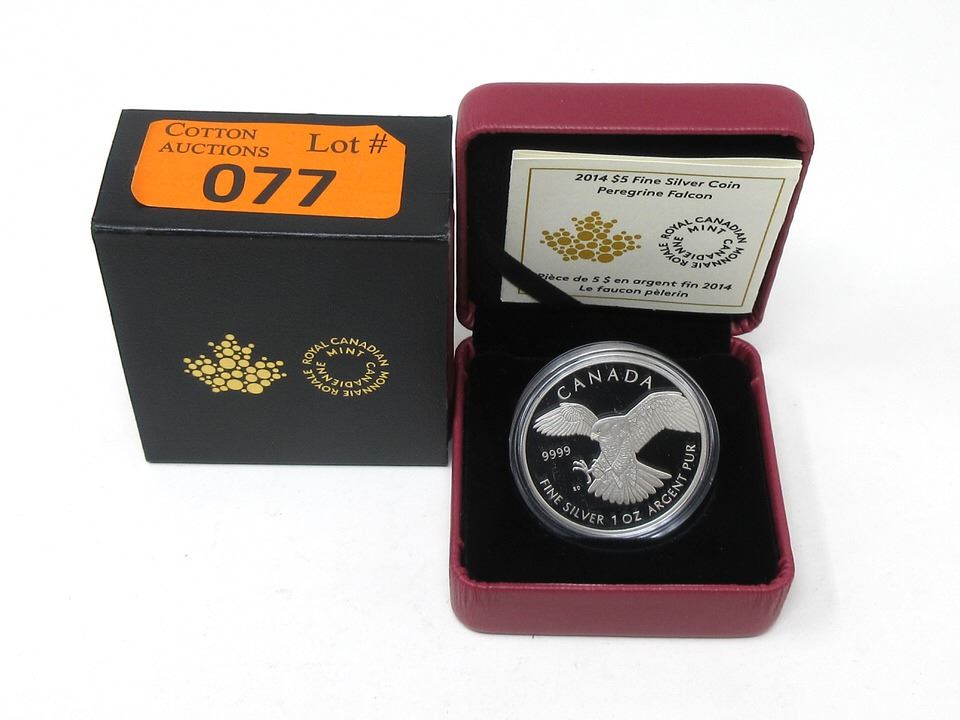 COTTON
AUCTIONS
Lot #
077
ROYAL CANADIAN MINT
MONNAIE ROYALE CANADIENNE
2014 $5 Fine Silver Coin
Peregrine Falcon
ROYAL CANADIAN MINT
MONNAIE ROYALE CANADIENNE
Pièce de 5 $ en argent fin 2014
Le faucon pèlerin
CANADA
9999
FINE SILVER 1 OZ ARGENT PUR